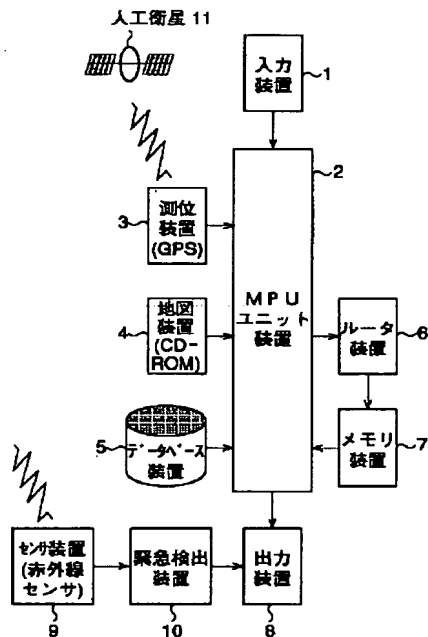 人工衛星 11
入力
装置
1
2
3
測位
装置
(GPS)
MPU
ユニット
装置
4
地図
装置
(CD-
ROM)
ルータ
装置
6
5
データベース
装置
メモリ
装置
7
センサ装置
(赤外線
センサ)
緊急検出
装置
出力
装置
9
10
8